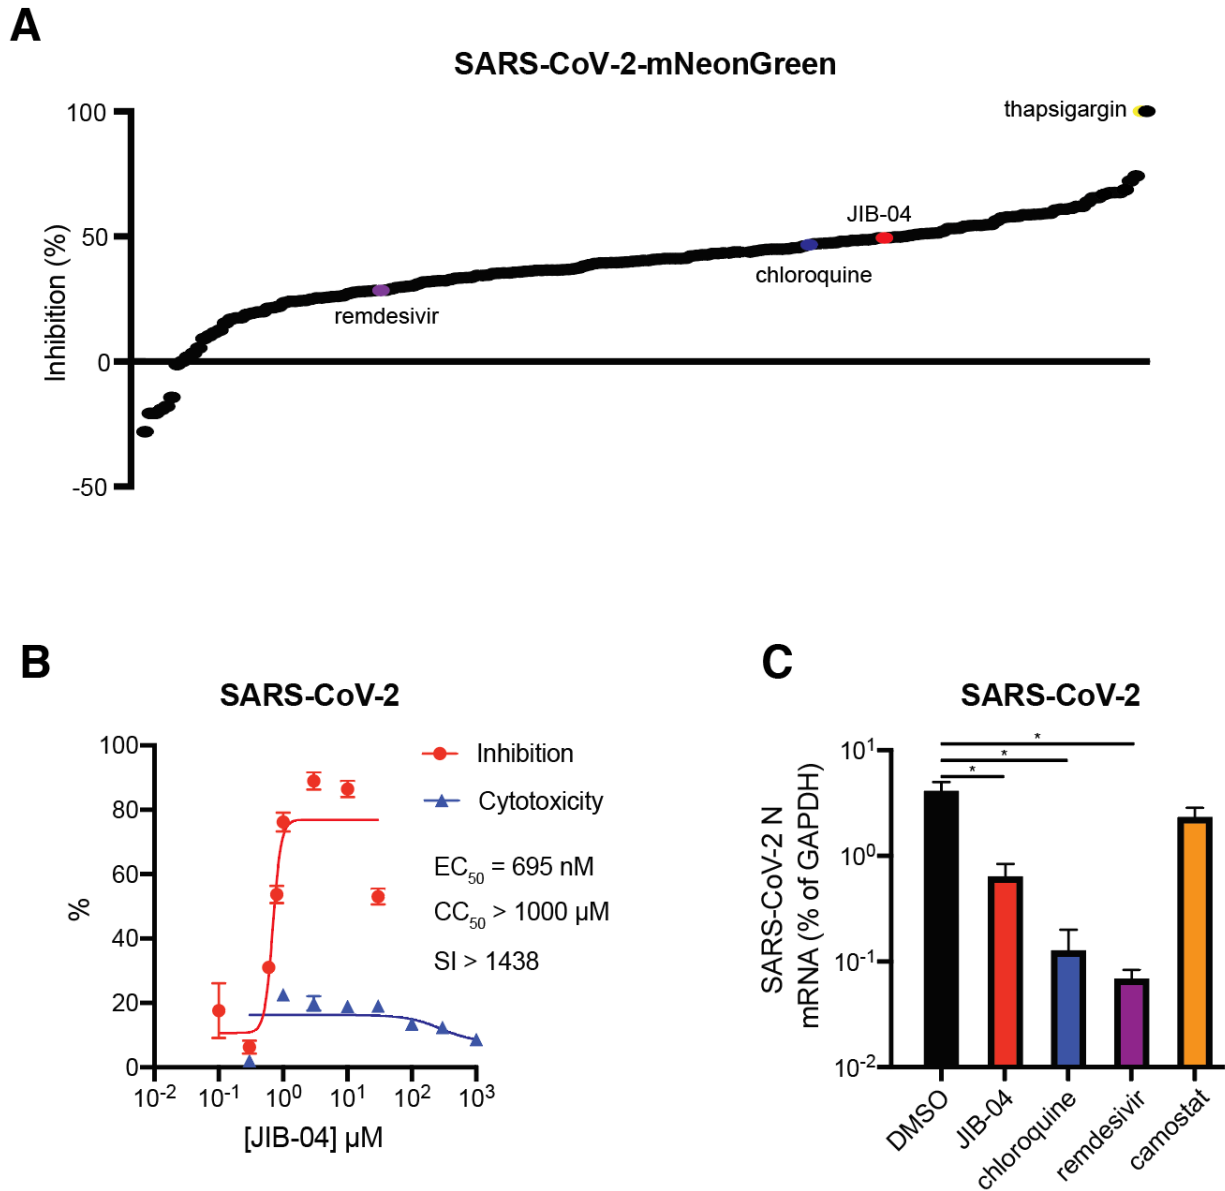 A
SARS-CoV-2-mNeonGreen
100
50
0
-50
Inhibition (%)
thapsigargin
JIB-04
chloroquine
remdesivir
B
SARS-CoV-2
100
80
60
40
20
0
%
10-2
10-1
100
101
102
103
[JIB-04] µM
Inhibition
Cytotoxicity
EC50 = 695 nM
CC50 > 1000 µM
SI > 1438
C
SARS-CoV-2
SARS-CoV-2 N
mRNA (% of GAPDH)
101
100
10-1
10-2
*
*
*
DMSO
JIB-04
chloroquine
remdesivir
camostat